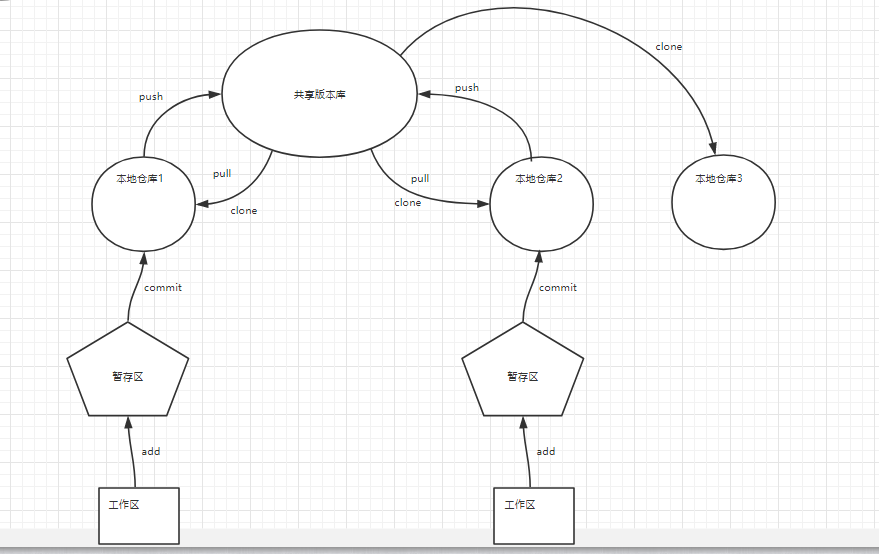 clone
push
共享版本库
push
pull
clone
pull
clone
本地仓库1
本地仓库2
本地仓库3
commit
commit
暂存区
暂存区
add
add
工作区
工作区